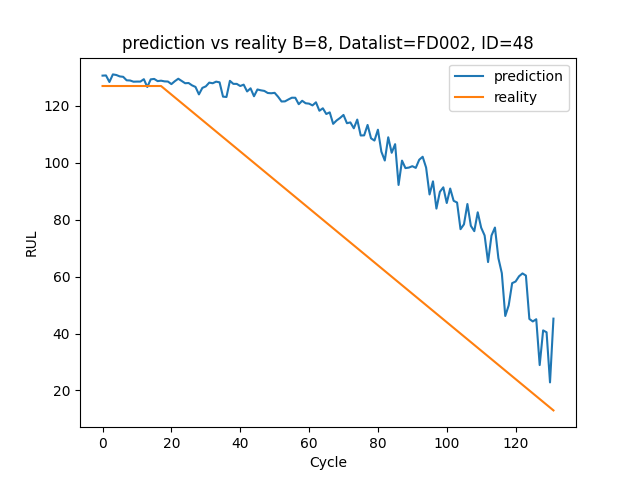 prediction vs reality B=8, Datalist=FD002, ID=48
prediction
reality
RUL
120
100
80
60
40
20
0 20 40 60 80 100 120
Cycle